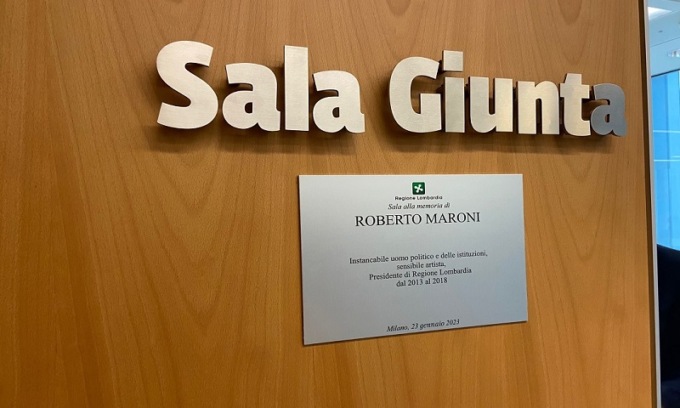 Sala Giunta
Regione Lombardia
Sala alla memoria di
ROBERTO MARONI
Instancabile uomo politico e delle istituzioni,
sensibile artista,
Presidente di Regione Lombardia
dal 2013 al 2018
Milano, 23 gennaio 2023